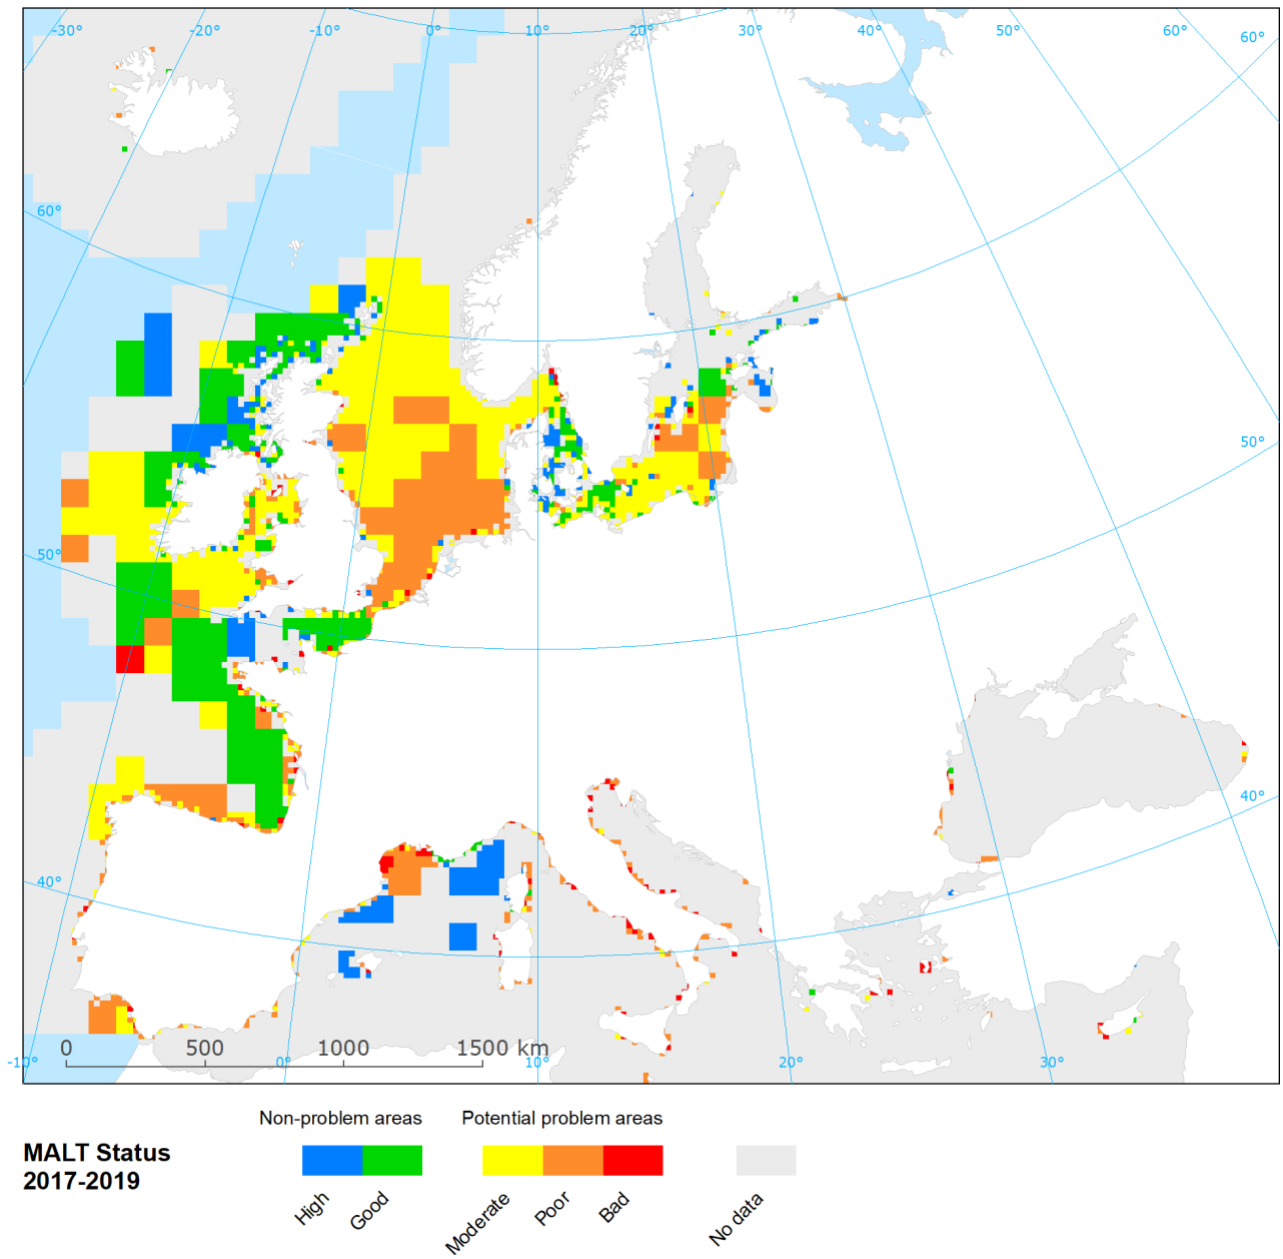 -30° -20° -10° 0° 10° 20° 30° 40° 50° 60° 60°
60°
50°
50°
40°
40°
0 500 1000 1500 km
-10° 0° 10° 20° 30°
Non-problem areas Potential problem areas
MALT Status
2017-2019
High Good Moderate Poor Bad No data